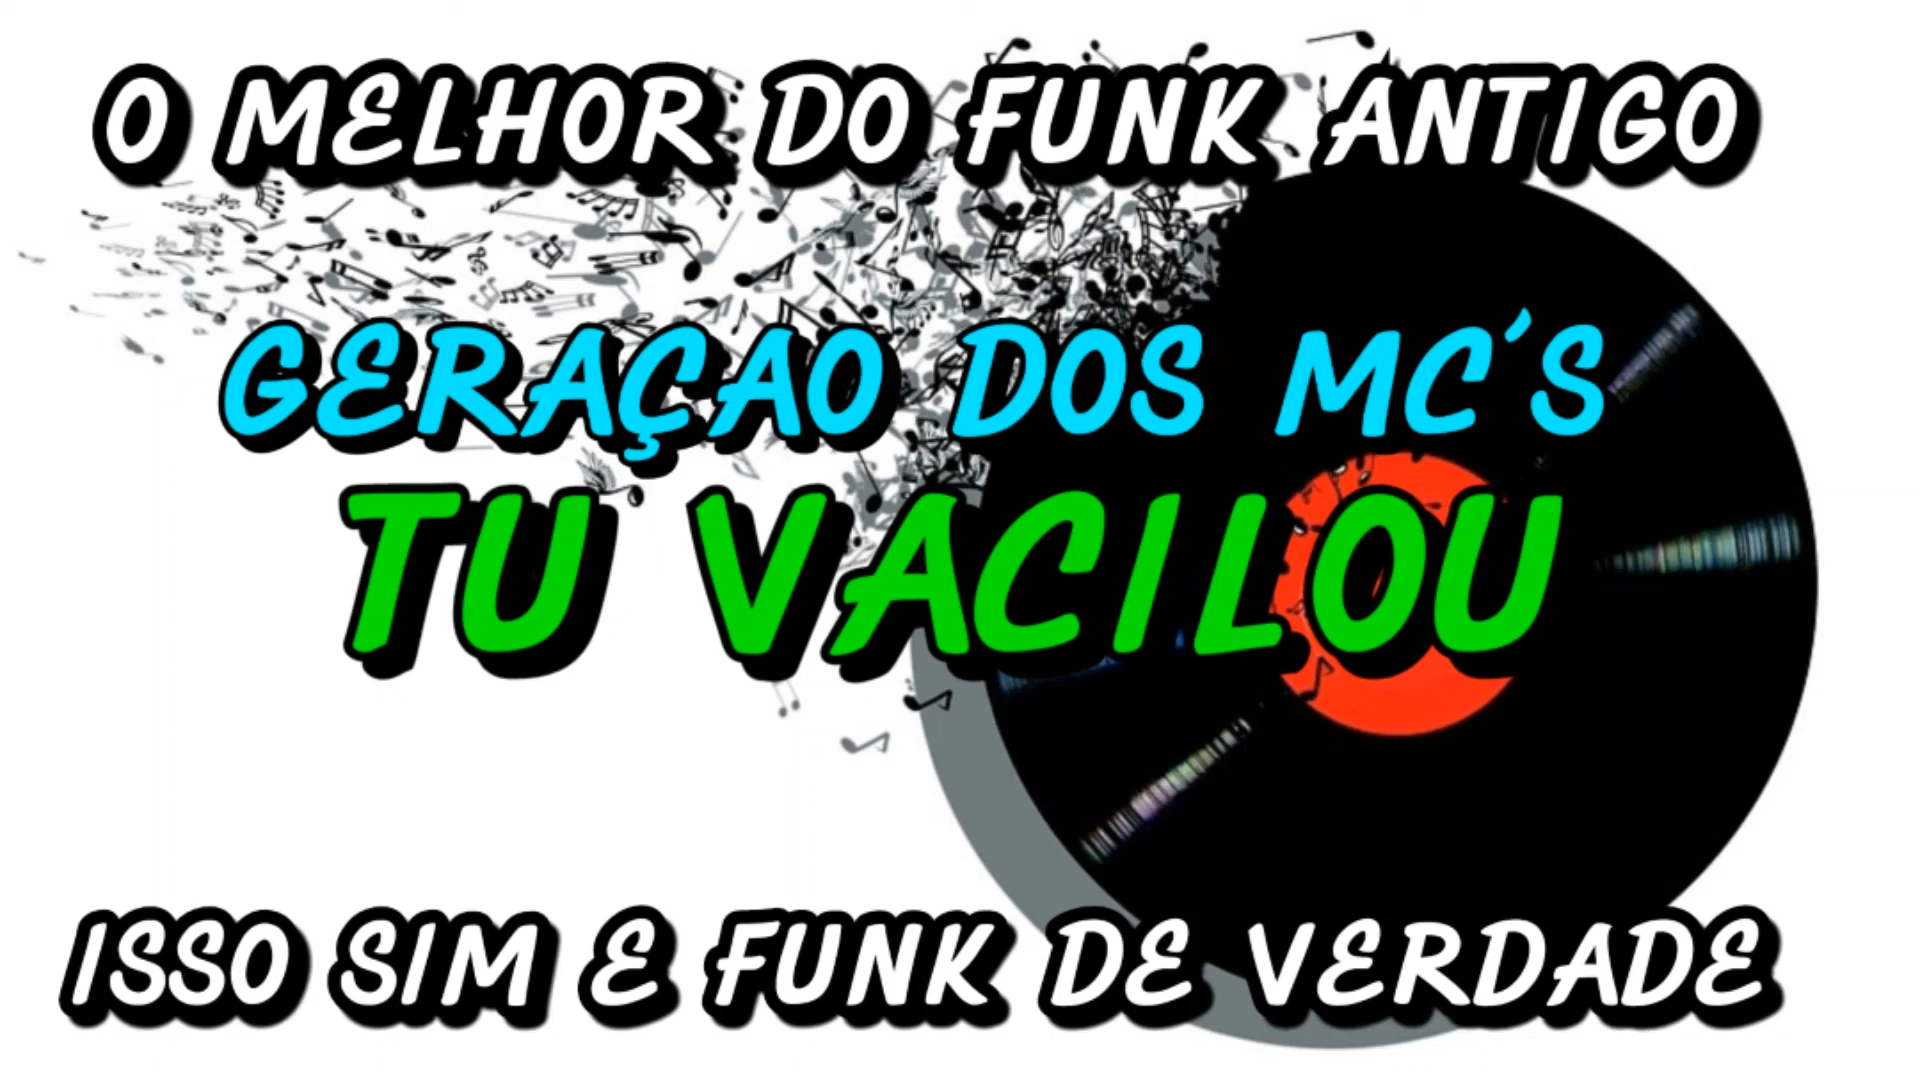 O MELHOR DO FUNK ANTIGO
GERAÇAO DOS MC´S
TU VACILOU
ISSO SIM E FUNK DE VERDADE